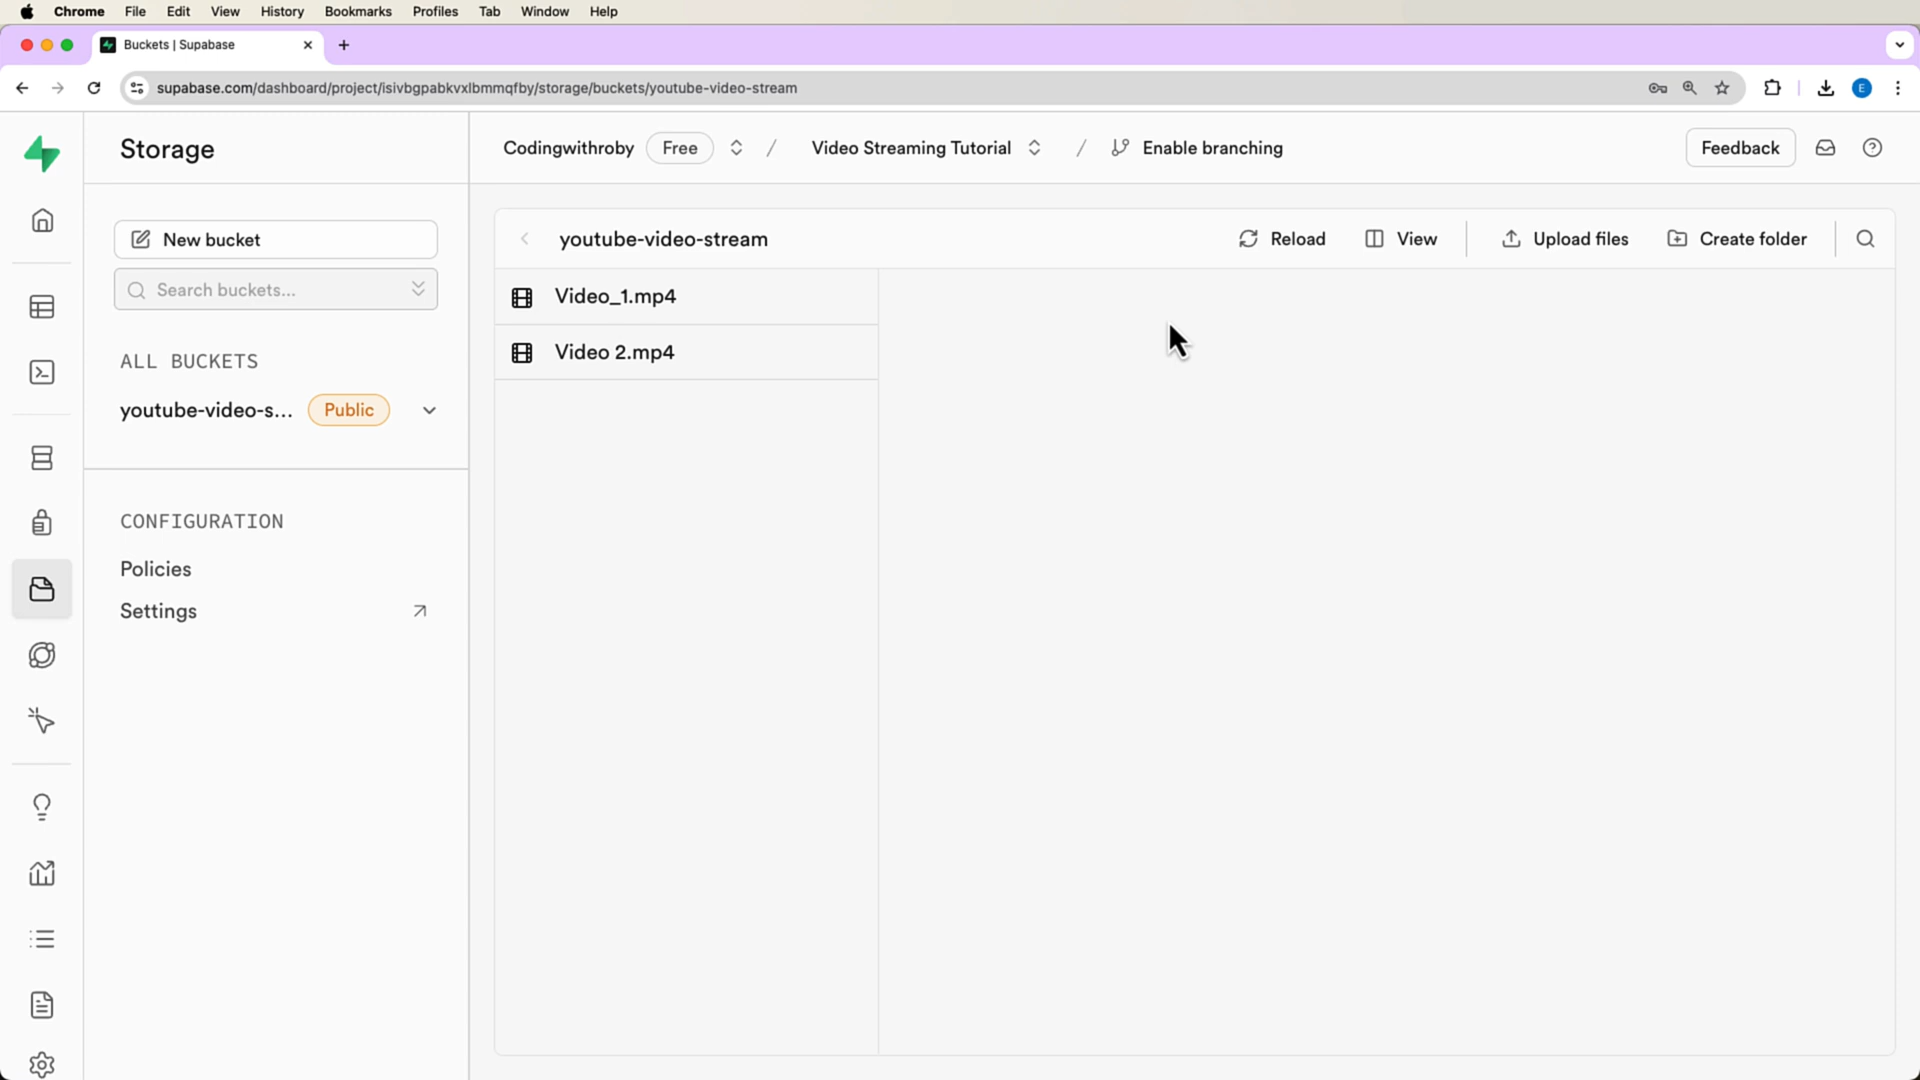 Chrome File Edit View History Bookmarks Profiles Tab Window Help
Buckets | Supabase
supabase.com/dashboard/project/isivbgpabkvxlbmmqfby/storage/buckets/youtube-video-stream
E
Storage
Codingwithroby Free / Video Streaming Tutorial / Enable branching
Feedback
New bucket
Search buckets...
ALL BUCKETS
youtube-video-s... Public
CONFIGURATION
Policies
Settings
youtube-video-stream
Reload View Upload files Create folder
Video_1.mp4
Video 2.mp4